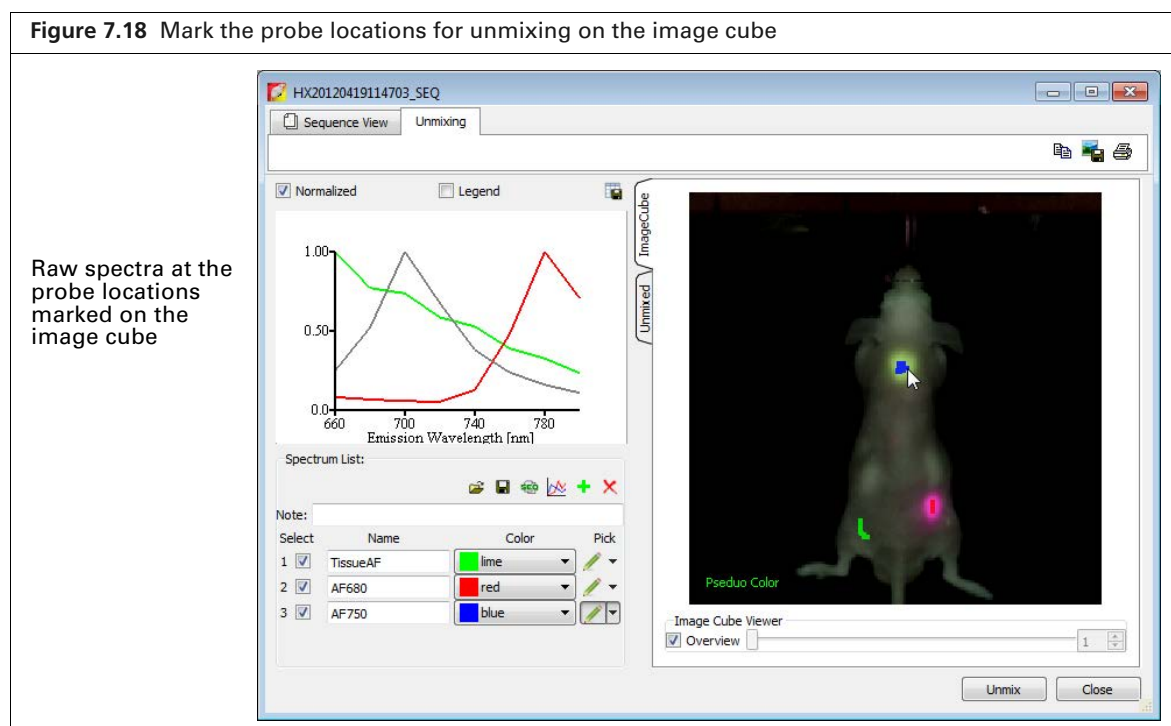 Figure 7.18 Mark the probe locations for unmixing on the image cube
Raw spectra at the
probe locations
marked on the
image cube
HX20120419114703_SEQ
Sequence View
Unmixing
Normalized
Legend
1.00
0.50
0.0
660 700 740 780
Emission Wavelength [nm]
Spectrum List:
SEQ
Note:
Select Name Color Pick
1 TissueAF lime
2 AF680 red
3 AF750 blue
ImageCube
Unmixed
Pseduo Color
Image Cube Viewer
Overview 1
Unmix Close